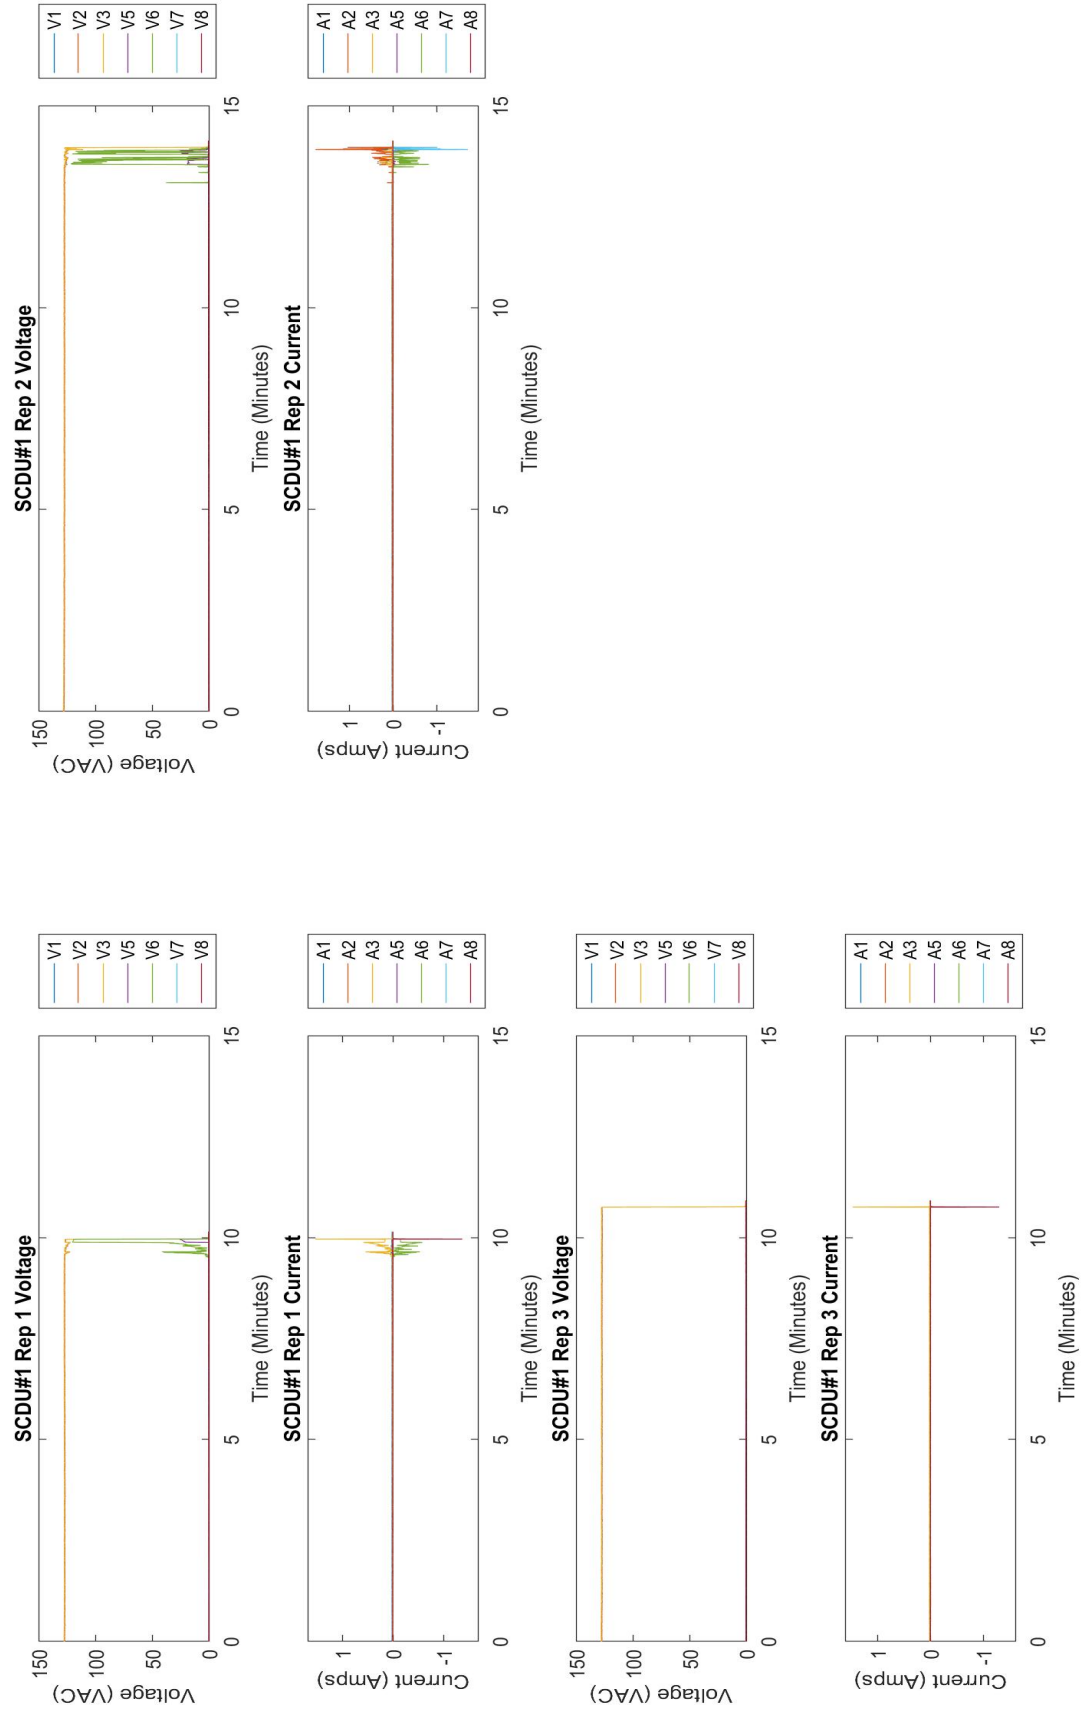 SCDU#1 Rep 1 Voltage
150
100
50
0
Voltage (VAC)
0
5
10
15
Time (Minutes)
V1
V2
V3
V5
V6
V7
V8
SCDU#1 Rep 2 Voltage
150
100
50
0
Voltage (VAC)
0
5
10
15
Time (Minutes)
V1
V2
V3
V5
V6
V7
V8
SCDU#1 Rep 1 Current
1
0
-1
Current (Amps)
0
5
10
15
Time (Minutes)
A1
A2
A3
A5
A6
A7
A8
SCDU#1 Rep 2 Current
1
0
-1
Current (Amps)
0
5
10
15
Time (Minutes)
A1
A2
A3
A5
A6
A7
A8
SCDU#1 Rep 3 Voltage
150
100
50
0
Voltage (VAC)
0
5
10
15
Time (Minutes)
V1
V2
V3
V5
V6
V7
V8
SCDU#1 Rep 3 Current
1
0
-1
Current (Amps)
0
5
10
15
Time (Minutes)
A1
A2
A3
A5
A6
A7
A8